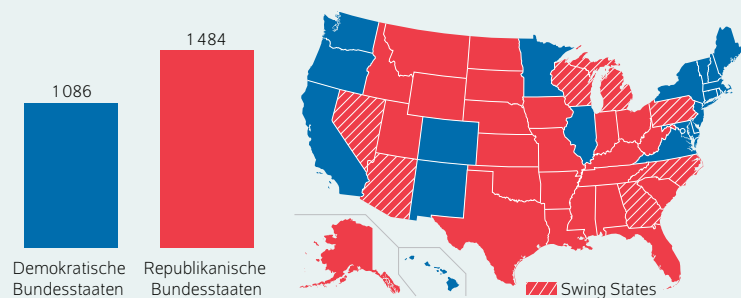 1 086
1 484
Demokratische
Bundesstaaten
Republikanische
Bundesstaaten
Swing States